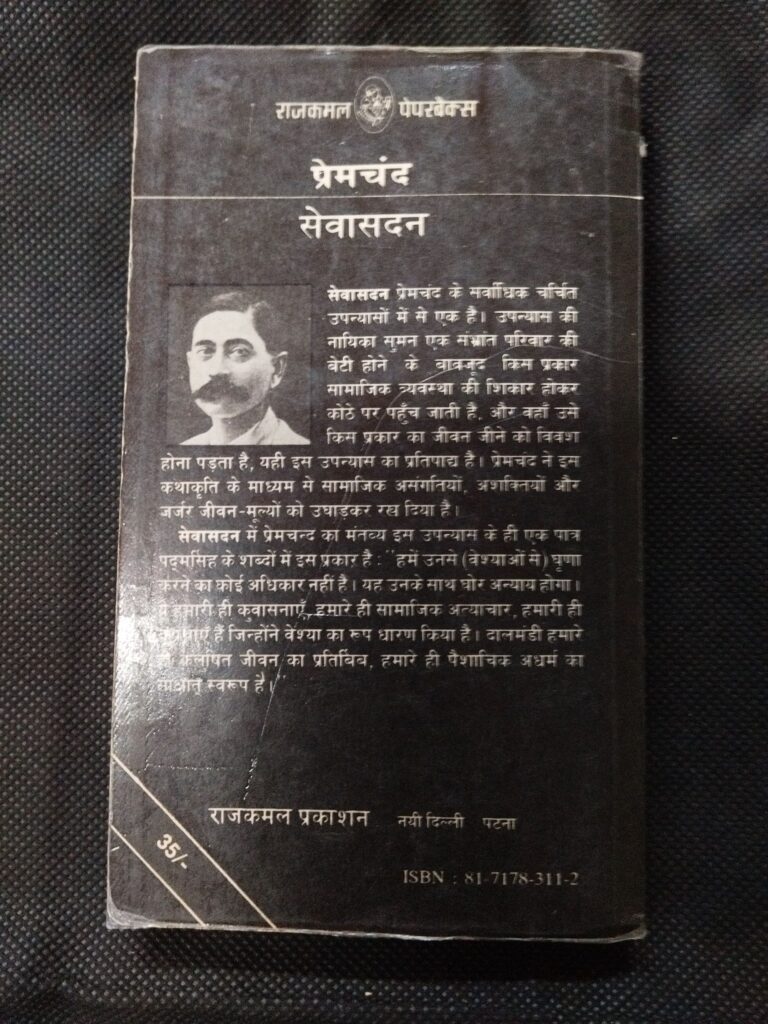 राजकमल पेपरबैक्स
प्रेमचंद
सेवासदन
सेवासदन प्रेमचंद के सर्वाधिक चर्चित
उपन्यासों में से एक है। उपन्यास की
नायिका सुमन एक संभ्रांत परिवार की
बेटी होने के बावजूद किस प्रकार
सामाजिक व्यवस्था की शिकार होकर
कोठे पर पहुँच जाती है, और वहाँ उसे
किस प्रकार का जीवन जीने को विवश
होना पड़ता है, यही इस उपन्यास का प्रतिपाद्य है। प्रेमचंद ने इस
कथाकृति के माध्यम से सामाजिक असंगतियों, अशक्तियों और
जर्जर जीवन-मूल्यों को उघाड़कर रख दिया है।
सेवासदन में प्रेमचन्द का मंतव्य इस उपन्यास के ही एक पात्र
पद्मसिंह के शब्दों में इस प्रकार है : "हमें उनसे (वेश्याओं से) घृणा
करने का कोई अधिकार नहीं है। यह उनके साथ घोर अन्याय होगा।
ये हमारी ही कुवासनाएँ, हमारे ही सामाजिक अत्याचार, हमारी ही
हैं जिन्होंने वेश्या का रूप धारण किया है। दालमंडी हमारे
ही कलुषित जीवन का प्रतिबिंब, हमारे ही पैशाचिक अधर्म का
साक्षात् स्वरूप है।"
राजकमल प्रकाशन नयी दिल्ली पटना
35/-
ISBN : 81-7178-311-2